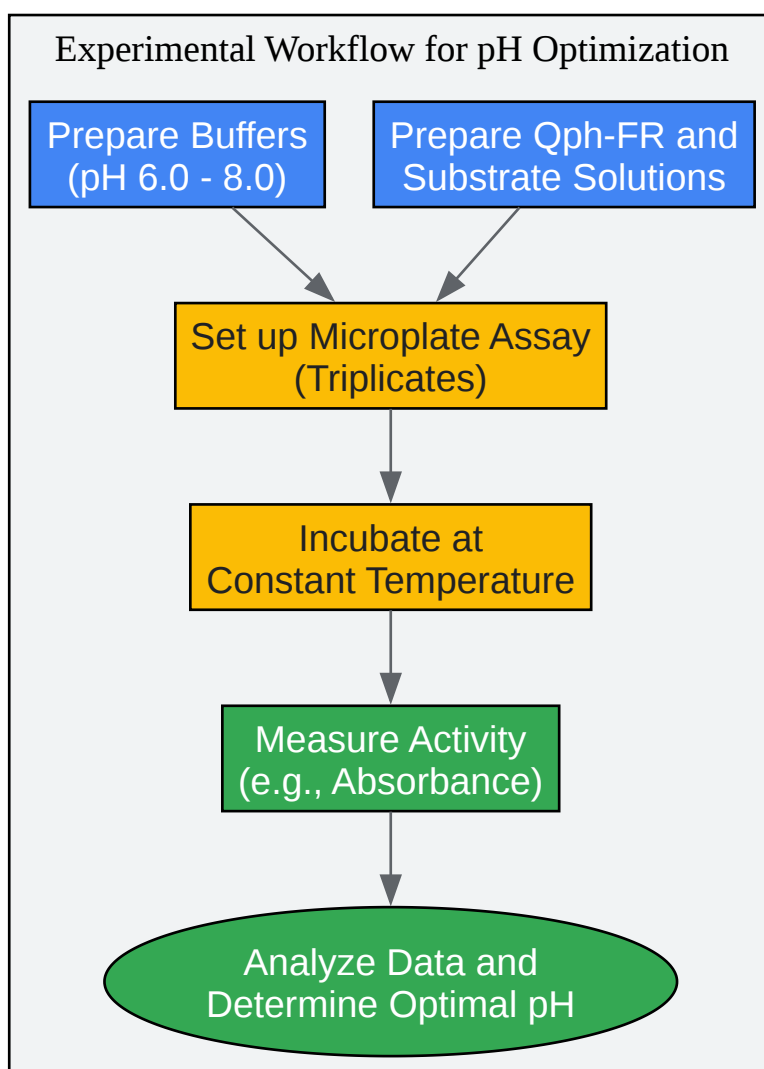 Experimental Workflow for pH Optimization
Prepare Buffers
(pH 6.0 - 8.0)
Prepare Qph-FR and
Substrate Solutions
Set up Microplate Assay
(Triplicates)
Incubate at
Constant Temperature
Measure Activity
(e.g., Absorbance)
Analyze Data and
Determine Optimal pH